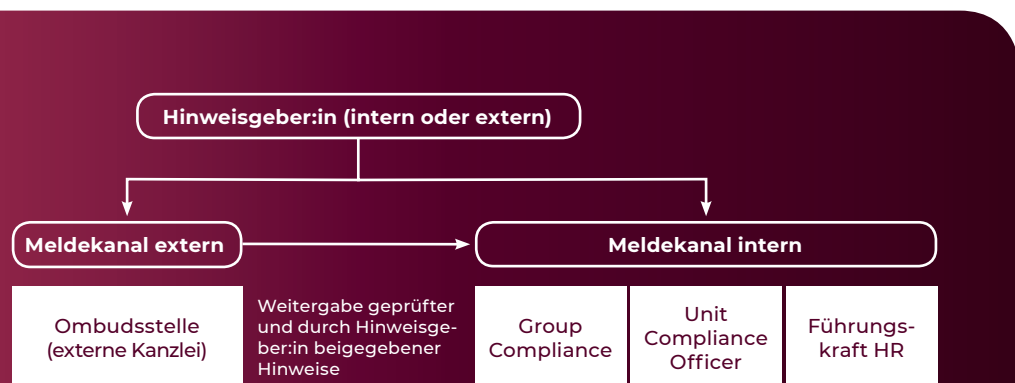 Hinweisgeber:in (intern oder extern)
Meldekanal extern
Meldekanal intern
Ombudsstelle
(externe Kanzlei)
Weitergabe geprüfter
und durch Hinweisge-
ber:in beigegebener
Hinweise
Group
Compliance
Unit
Compliance
Officer
Führungs-
kraft HR